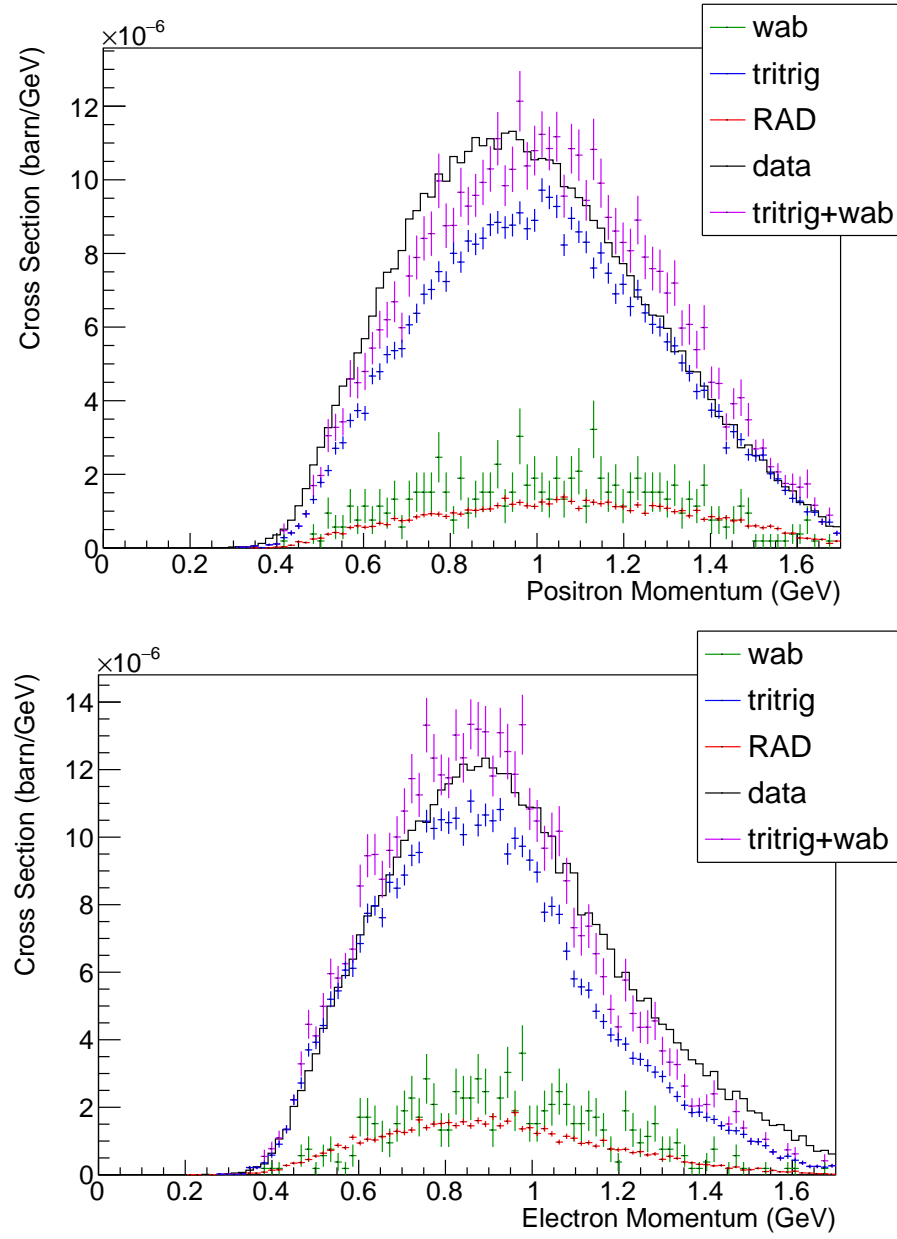 ×10⁻⁶
wab
tritrig
RAD
data
tritrig+wab
Cross Section (barn/GeV)
12
10
8
6
4
2
0
0 0.2 0.4 0.6 0.8 1 1.2 1.4 1.6
Positron Momentum (GeV)
×10⁻⁶
wab
tritrig
RAD
data
tritrig+wab
Cross Section (barn/GeV)
14
12
10
8
6
4
2
0
0 0.2 0.4 0.6 0.8 1 1.2 1.4 1.6
Electron Momentum (GeV)